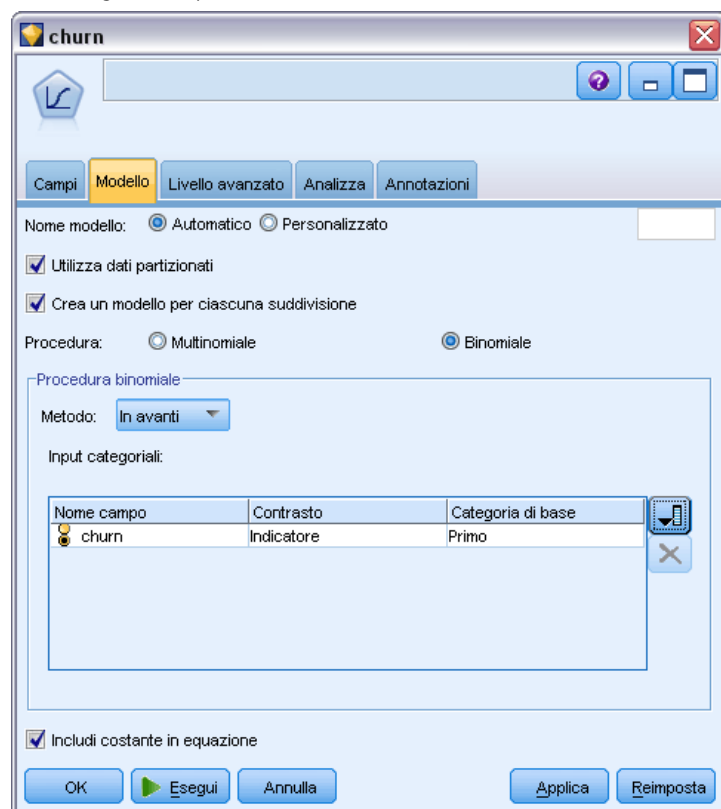 churn
Campi Modello Livello avanzato Analizza Annotazioni
Nome modello: Automatico Personalizzato
Utilizza dati partizionati
Crea un modello per ciascuna suddivisione
Procedura: Multinomiale Binomiale
Procedura binomiale
Metodo: In avanti
Input categoriali:
Nome campo Contrasto Categoria di base
churn Indicatore Primo
Includi costante in equazione
OK Esegui Annulla Applica Reimposta